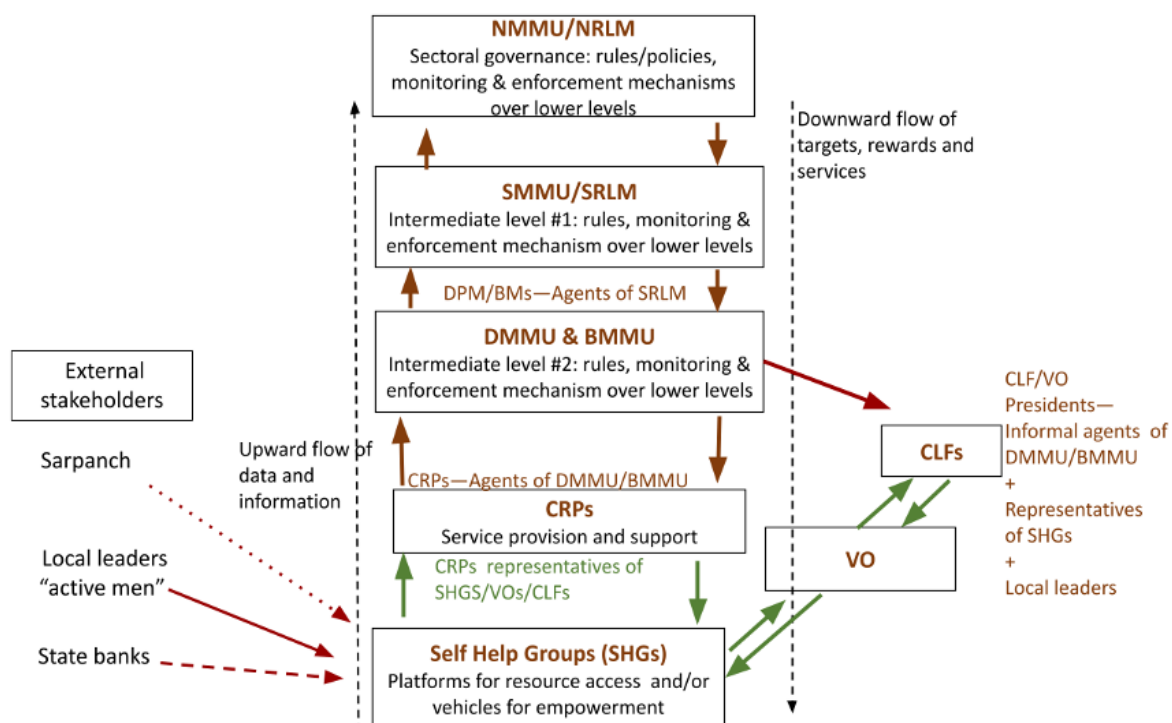 NMMU/NRLM
Sectoral governance: rules/policies,
monitoring & enforcement mechanisms
over lower levels
Downward flow of
targets, rewards and
services
SMMU/SRLM
Intermediate level #1: rules, monitoring &
enforcement mechanism over lower levels
DPM/BMs—Agents of SRLM
DMMU & BMMU
Intermediate level #2: rules, monitoring &
enforcement mechanism over lower levels
External
stakeholders
Sarpanch
Local leaders
“active men”
State banks
Upward flow of
data and
information
CRPs—Agents of DMMU/BMMU
CRPs
Service provision and support
CRPs representatives of
SHGS/VOs/CLFs
Self Help Groups (SHGs)
Platforms for resource access and/or
vehicles for empowerment
CLFs
VO
CLF/VO
Presidents—
Informal agents of
DMMU/BMMU
+
Representatives
of SHGs
+
Local leaders